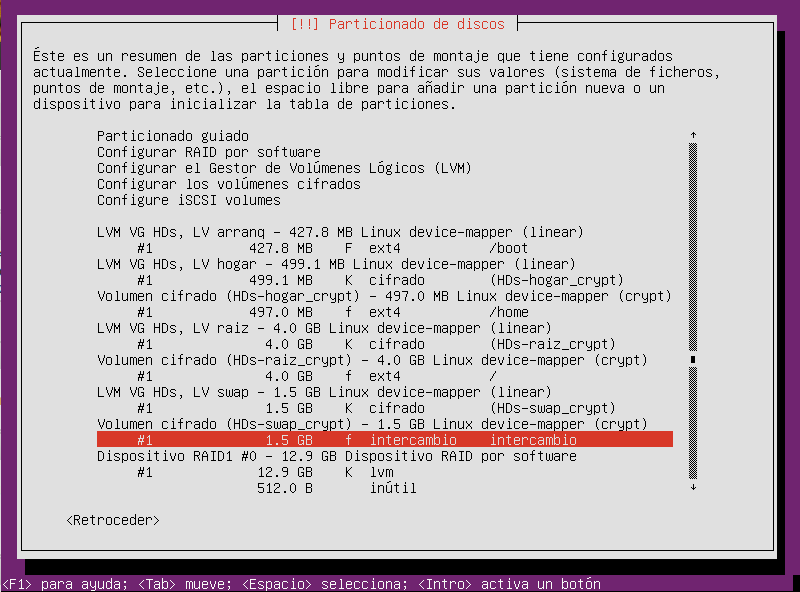 [!!] Particionado de discos
Éste es un resumen de las particiones y puntos de montaje que tiene configurados
actualmente. Seleccione una partición para modificar sus valores (sistema de ficheros,
puntos de montaje, etc.), el espacio libre para añadir una partición nueva o un
dispositivo para inicializar la tabla de particiones.
Particionado guiado
Configurar RAID por software
Configurar el Gestor de Volúmenes Lógicos (LVM)
Configurar los volúmenes cifrados
Configure iSCSI volumes
LVM VG HDs, LV arranq - 427.8 MB Linux device-mapper (linear)
#1 427.8 MB F ext4 /boot
LVM VG HDs, LV hogar - 499.1 MB Linux device-mapper (linear)
#1 499.1 MB K cifrado (HDs-hogar_crypt)
Volumen cifrado (HDs-hogar_crypt) - 497.0 MB Linux device-mapper (crypt)
#1 497.0 MB f ext4 /home
LVM VG HDs, LV raiz - 4.0 GB Linux device-mapper (linear)
#1 4.0 GB K cifrado (HDs-raiz_crypt)
Volumen cifrado (HDs-raiz_crypt) - 4.0 GB Linux device-mapper (crypt)
#1 4.0 GB f ext4 /
LVM VG HDs, LV swap - 1.5 GB Linux device-mapper (linear)
#1 1.5 GB K cifrado (HDs-swap_crypt)
Volumen cifrado (HDs-swap_crypt) - 1.5 GB Linux device-mapper (crypt)
#1 1.5 GB f intercambio intercambio
Dispositivo RAID1 #0 - 12.9 GB Dispositivo RAID por software
#1 12.9 GB K lvm
512.0 B inútil
<Retroceder>
<F1> para ayuda; <Tab> mueve; <Espacio> selecciona; <Intro> activa un botón